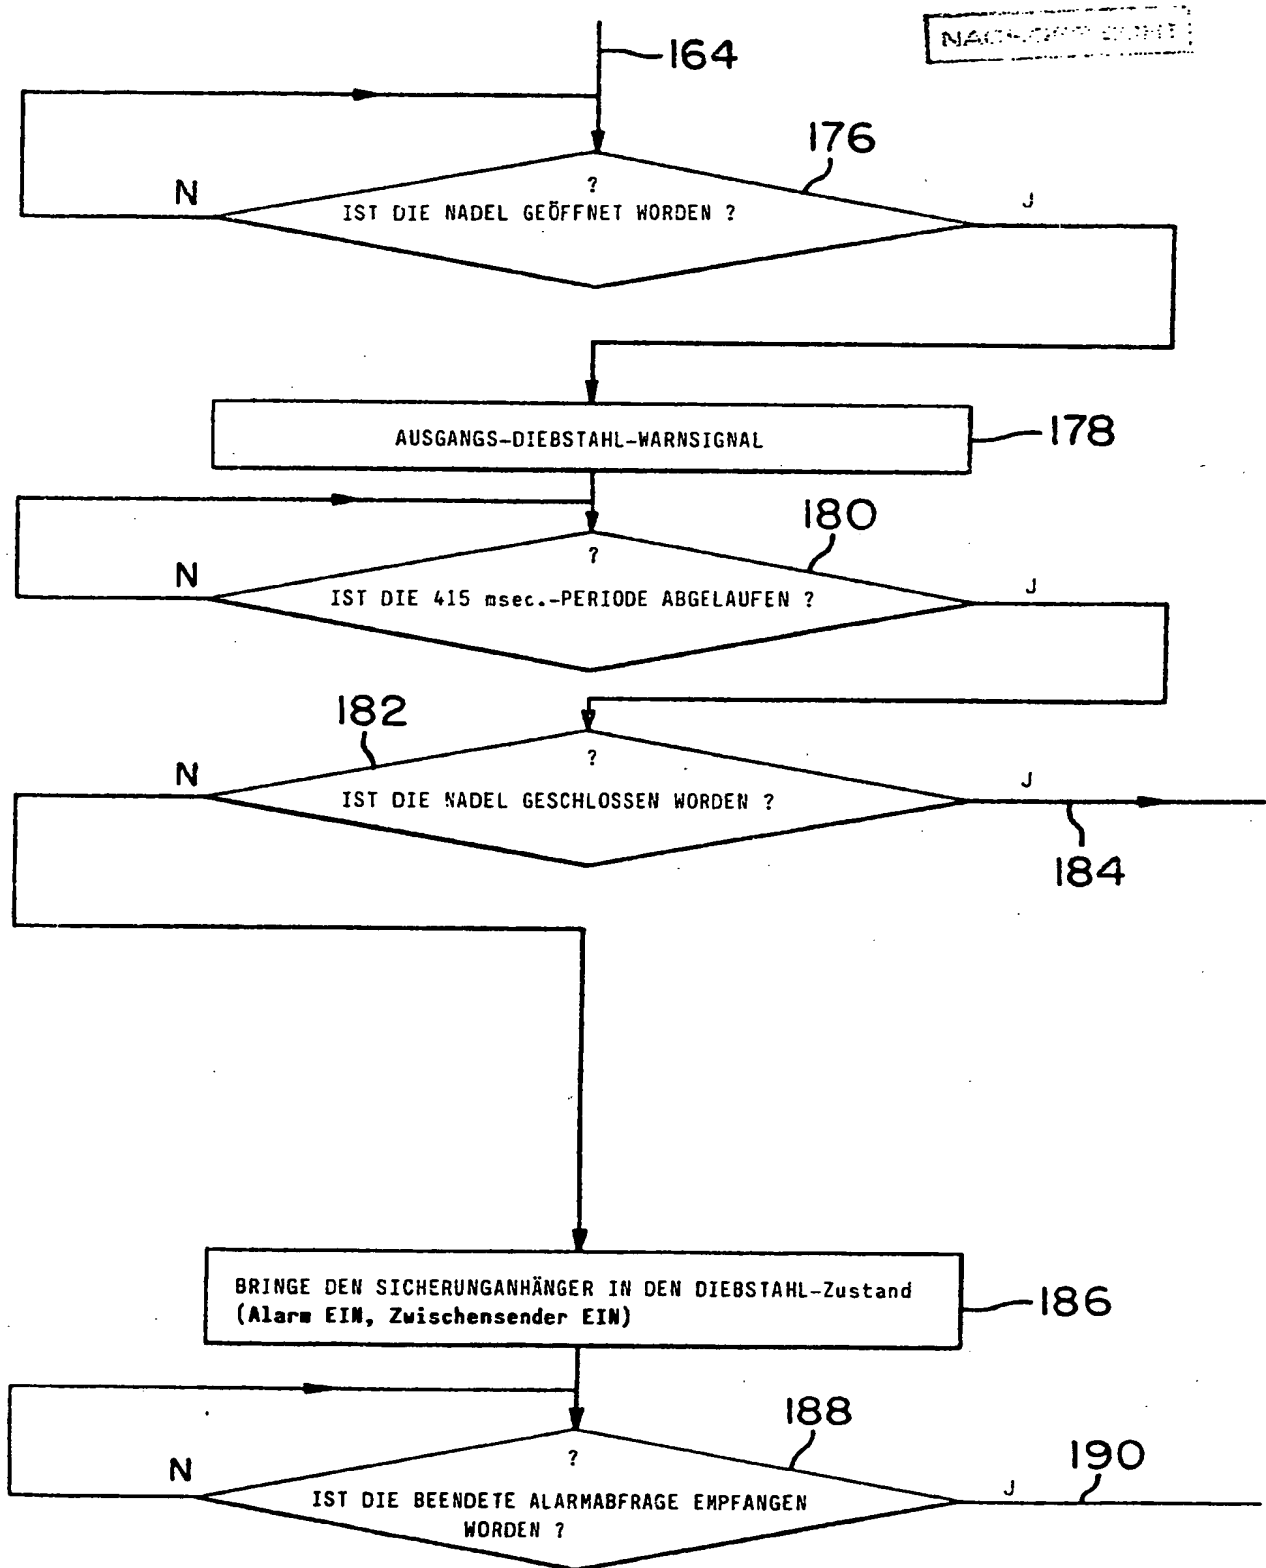 164
176
N
?
J
IST DIE NADEL GEÖFFNET WORDEN ?
AUSGANGS-DIEBSTAHL-WARNSIGNAL
178
180
N
?
J
IST DIE 415 msec.-PERIODE ABGELAUFEN ?
182
N
?
J
IST DIE NADEL GESCHLOSSEN WORDEN ?
184
BRINGE DEN SICHERUNGANHÄNGER IN DEN DIEBSTAHL-Zustand
(Alarm EIN, Zwischensender EIN)
186
188
190
N
?
J
IST DIE BEENDETE ALARMABFRAGE EMPFANGEN
WORDEN ?